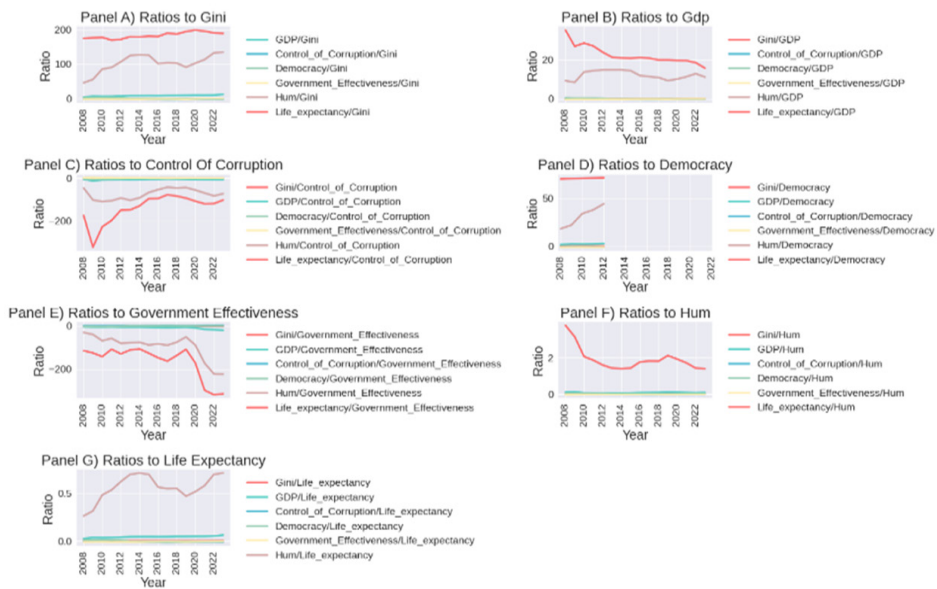 Panel A) Ratios to Gini
200
100
0
Ratio
2008 2010 2012 2014 2016 2018 2020 2022
Year
GDP/Gini
Control_of_Corruption/Gini
Democracy/Gini
Government_Effectiveness/Gini
Hum/Gini
Life_expectancy/Gini
Panel B) Ratios to Gdp
20
0
Ratio
2008 2010 2012 2014 2016 2018 2020 2022
Year
Gini/GDP
Control_of_Corruption/GDP
Democracy/GDP
Government_Effectiveness/GDP
Hum/GDP
Life_expectancy/GDP
Panel C) Ratios to Control Of Corruption
0
−200
Ratio
2008 2010 2012 2014 2016 2018 2020 2022
Year
Gini/Control_of_Corruption
GDP/Control_of_Corruption
Democracy/Control_of_Corruption
Government_Effectiveness/Control_of_Corruption
Hum/Control_of_Corruption
Life_expectancy/Control_of_Corruption
Panel D) Ratios to Democracy
50
0
Ratio
2008 2010 2012 2014 2016 2018 2020 2022
Year
Gini/Democracy
GDP/Democracy
Control_of_Corruption/Democracy
Government_Effectiveness/Democracy
Hum/Democracy
Life_expectancy/Democracy
Panel E) Ratios to Government Effectiveness
0
−200
Ratio
2008 2010 2012 2014 2016 2018 2020 2022
Year
Gini/Government_Effectiveness
GDP/Government_Effectiveness
Control_of_Corruption/Government_Effectiveness
Democracy/Government_Effectiveness
Hum/Government_Effectiveness
Life_expectancy/Government_Effectiveness
Panel F) Ratios to Hum
2
0
Ratio
2008 2010 2012 2014 2016 2018 2020 2022
Year
Gini/Hum
GDP/Hum
Control_of_Corruption/Hum
Democracy/Hum
Government_Effectiveness/Hum
Life_expectancy/Hum
Panel G) Ratios to Life Expectancy
0.5
0.0
Ratio
2008 2010 2012 2014 2016 2018 2020 2022
Year
Gini/Life_expectancy
GDP/Life_expectancy
Control_of_Corruption/Life_expectancy
Democracy/Life_expectancy
Government_Effectiveness/Life_expectancy
Hum/Life_expectancy